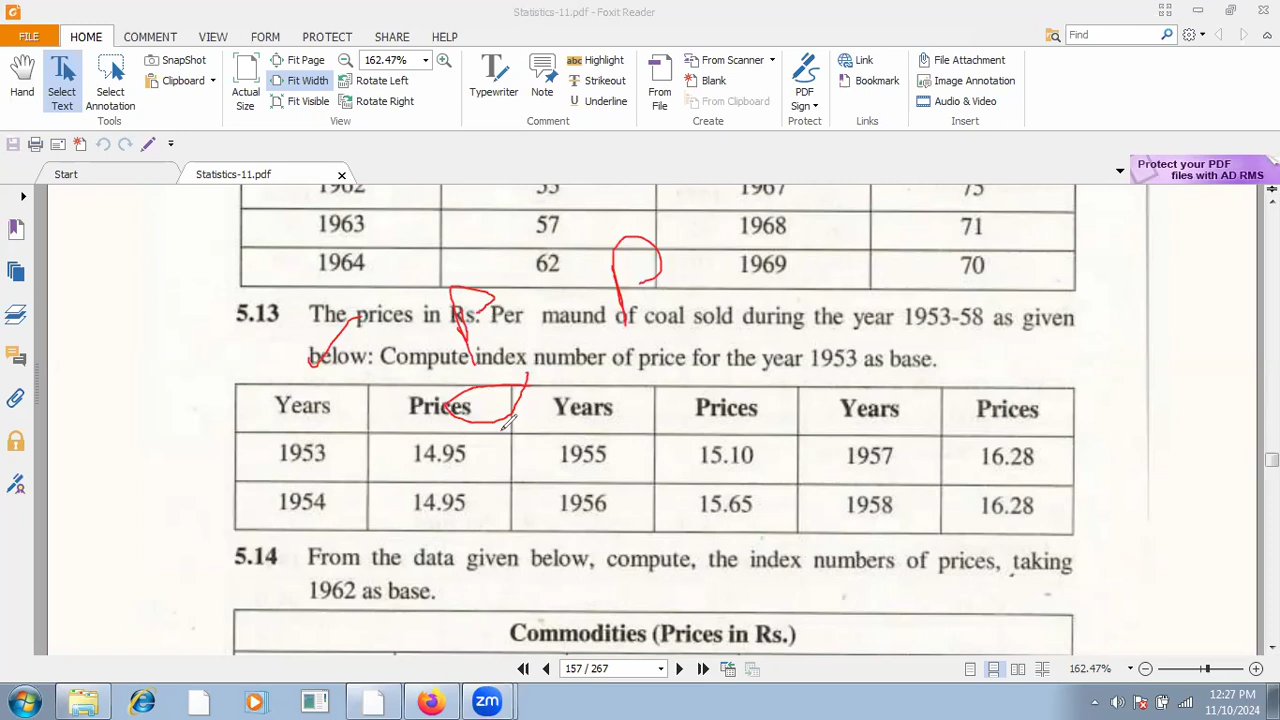 Statistics-11.pdf - Foxit Reader
FILE HOME COMMENT VIEW FORM PROTECT SHARE HELP
Find
Hand
Select Text
Select Annotation
SnapShot
Clipboard
Tools
Actual Size
Fit Page
Fit Width
Fit Visible
162.47%
Rotate Left
Rotate Right
View
Typewriter
Note
Highlight
Strikeout
Underline
Comment
From File
From Scanner
Blank
From Clipboard
Create
PDF Sign
Protect
Link
Bookmark
Links
File Attachment
Image Annotation
Audio & Video
Insert
Start
Statistics-11.pdf
Protect your PDF
files with AD RMS
1962 55 1967 75
1963 57 1968 71
1964 62 1969 70
5.13 The prices in Rs. Per maund of coal sold during the year 1953-58 as given
below: Compute index number of price for the year 1953 as base.
Years Prices Years Prices Years Prices
1953 14.95 1955 15.10 1957 16.28
1954 14.95 1956 15.65 1958 16.28
5.14 From the data given below, compute, the index numbers of prices, taking
1962 as base.
Commodities (Prices in Rs.)
157 / 267
162.47%
zm
12:27 PM
11/10/2024